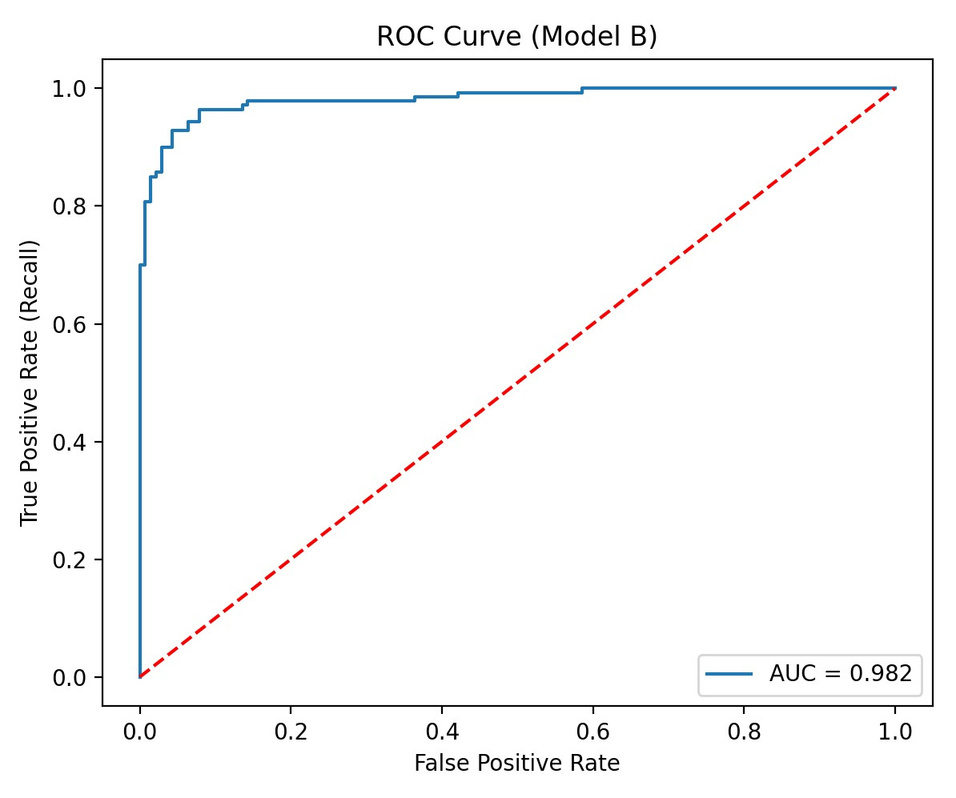 ROC Curve (Model B)
True Positive Rate (Recall)
1.0
0.8
0.6
0.4
0.2
0.0
AUC = 0.982
0.0 0.2 0.4 0.6 0.8 1.0
False Positive Rate